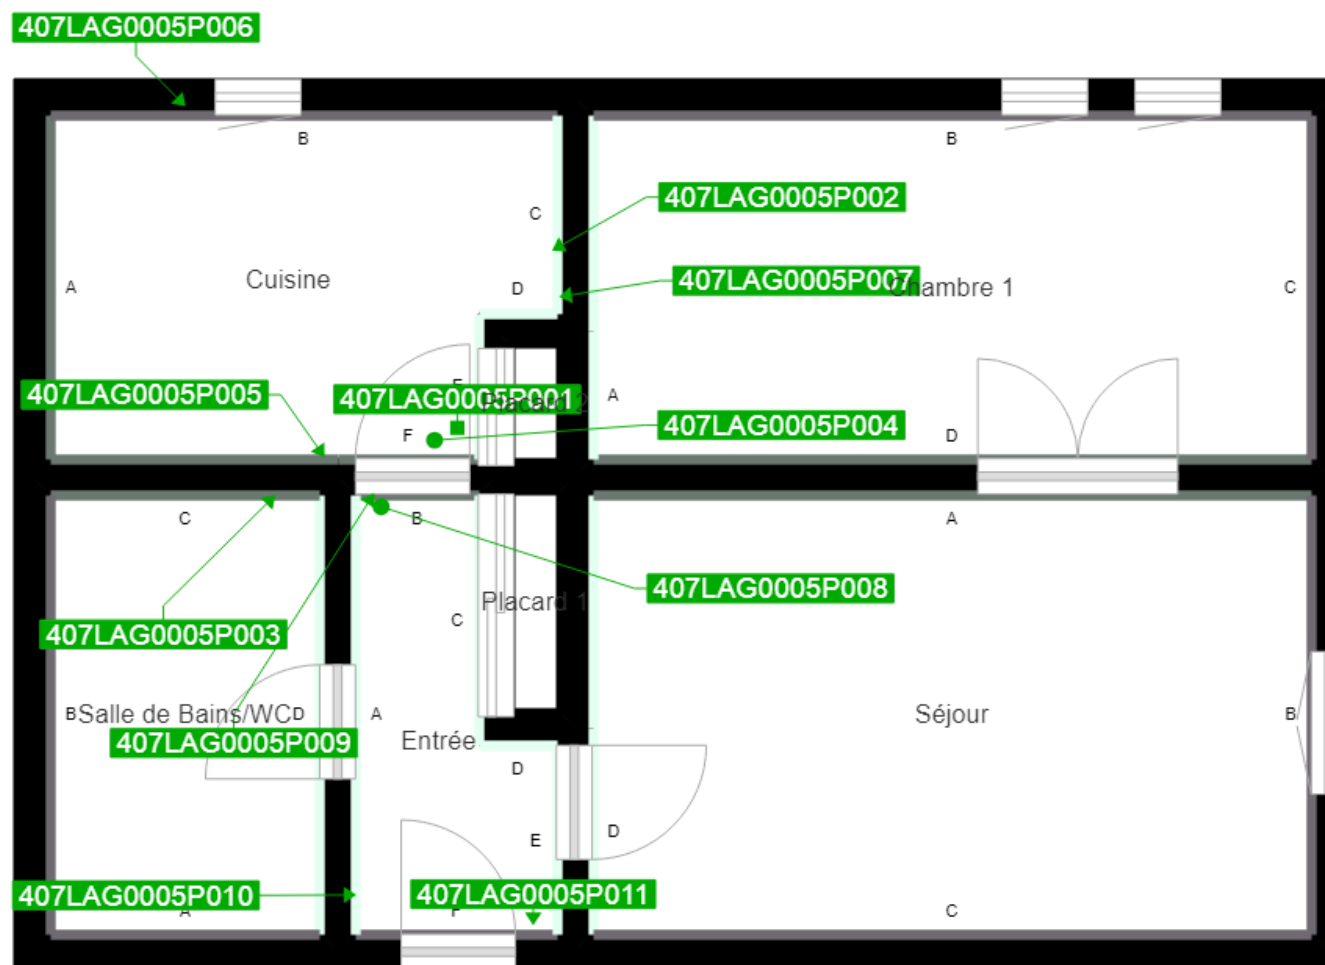 407LAG0005P006
B
B
407LAG0005P002
C
Cuisine
407LAG0005P007
Chambre 1
A
D
C
407LAG0005P005
407LAG0005P001
Placard 2
A
407LAG0005P004
F
D
C
B
A
407LAG0005P008
Placard 1
407LAG0005P003
C
B
Salle de Bains/WC
D
A
Séjour
B
407LAG0005P009
Entrée
D
D
E
407LAG0005P010
407LAG0005P011
A
C